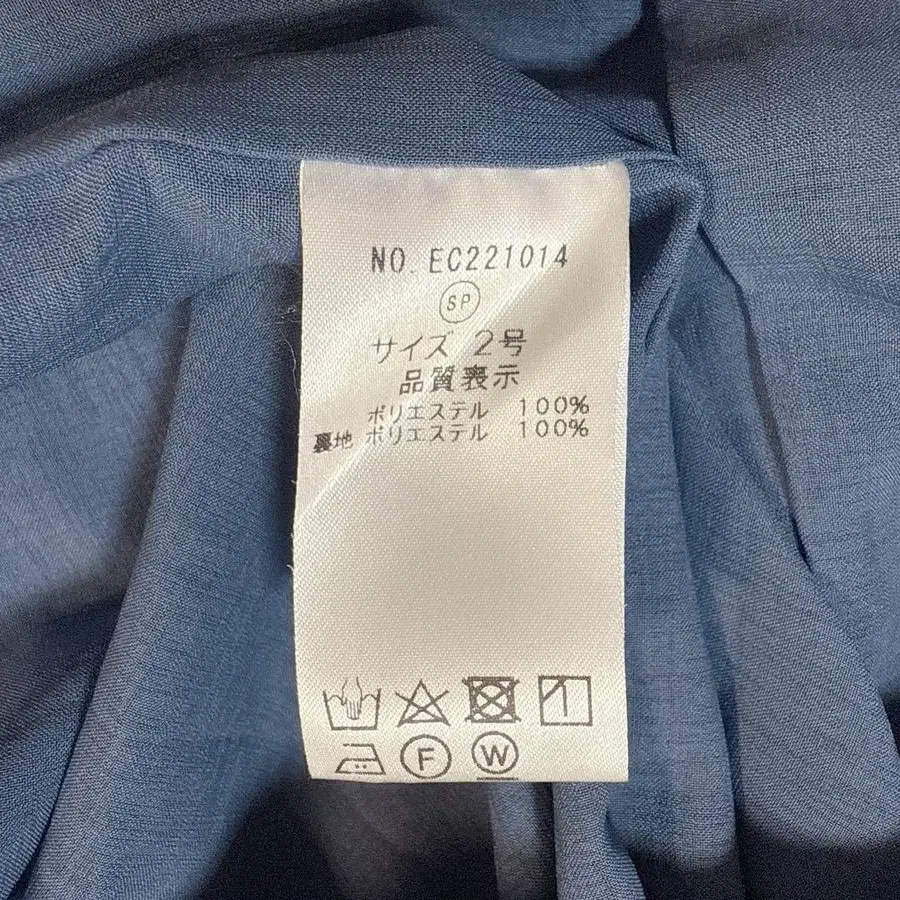 NO. EC221014
SP
サイズ 2号
品質表示
ポリエステル 100%
裏地 ポリエステル 100%
F
W